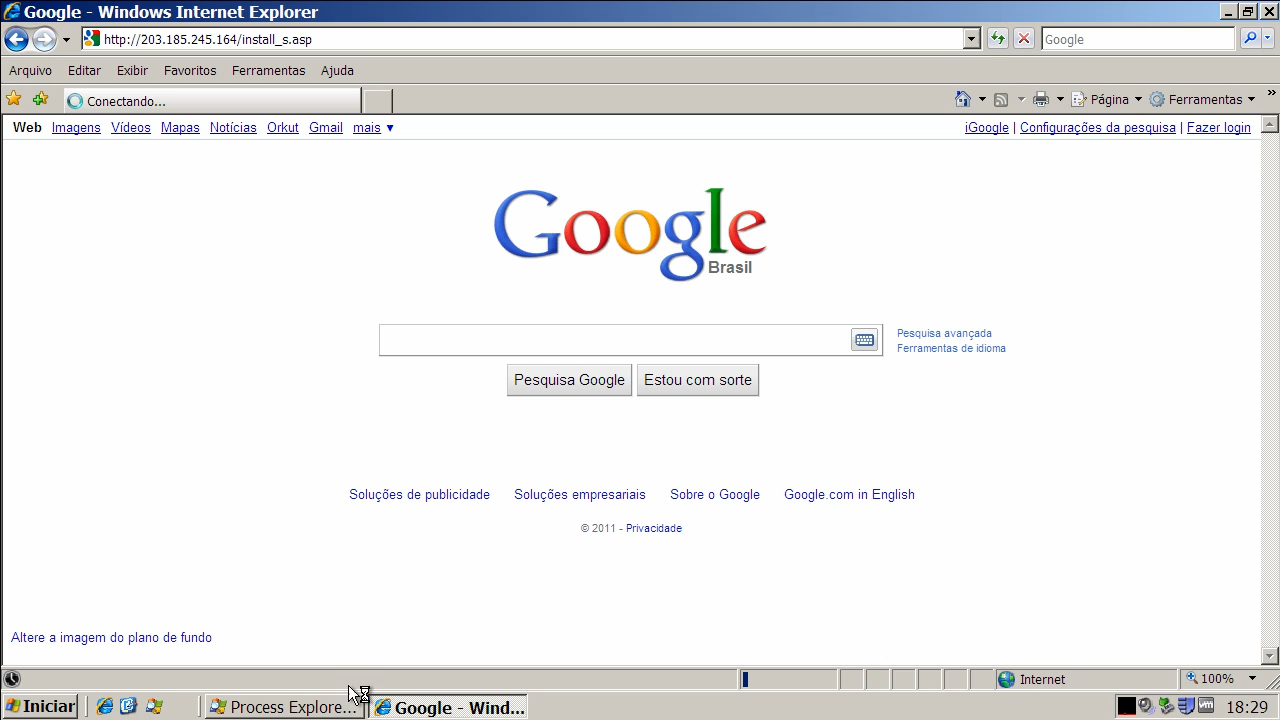 Google - Windows Internet Explorer
http://203.185.245.164/install_s.asp
Google
Arquivo Editar Exibir Favoritos Ferramentas Ajuda
Conectando...
Página Ferramentas
Web Imagens Vídeos Mapas Notícias Orkut Gmail mais ▼
iGoogle | Configurações da pesquisa | Fazer login
Google
Brasil
Pesquisa avançada
Ferramentas de idioma
Pesquisa Google Estou com sorte
Soluções de publicidade Soluções empresariais Sobre o Google Google.com in English
© 2011 - Privacidade
Altere a imagem do plano de fundo
Internet 100%
Iniciar Process Explore... Google - Wind... 18:29